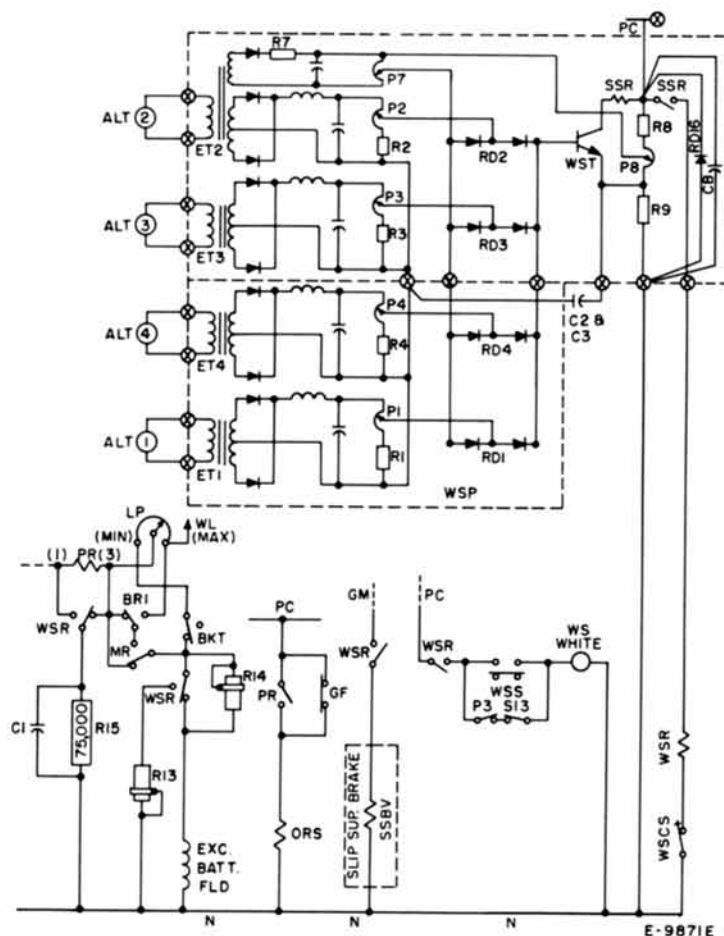 PC
R7
SSR SSR
P7
ALT 2
P2
R8
RD16
R2
RD2
WST
P8
C8
ET2
P3
R9
ALT 3
R3
RD3
ET3
C2 &
C3
P4
ALT 4
R4
RD4
ET4
P1
ALT 1
R1
RD1
ET1
WSP
LP
WL
(MIN) (MAX)
(1) PR(3)
GM PC
BR1
PC
WS
WHITE
WSR
BKT
WSR WSR
MR
R14
WSS
WSR
PR GF
P3 S13
C1
75,000
R15
R13
SLIP SUP. BRAKE
SSBV
WSR
ORS
EXC.
BATT.
FLD
WSCS
N N N
E-9871E